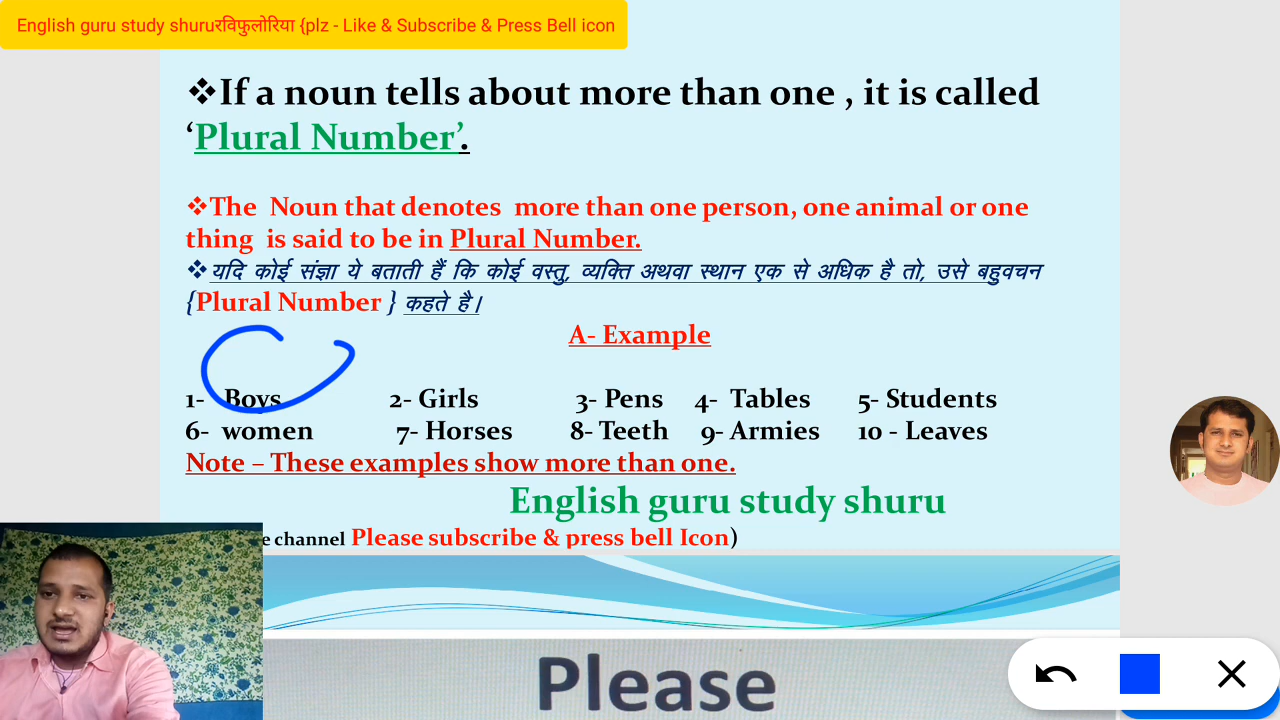 English guru study shuruरविफुलोरिया {plz - Like & Subscribe & Press Bell icon
❖If a noun tells about more than one , it is called
‘Plural Number’.
❖The Noun that denotes more than one person, one animal or one
thing is said to be in Plural Number.
❖यदि कोई संज्ञा ये बताती हैं कि कोई वस्तु, व्यक्ति अथवा स्थान एक से अधिक है तो, उसे बहुवचन
{Plural Number } कहते है।
A- Example
1- Boys 2- Girls 3- Pens 4- Tables 5- Students
6- women 7- Horses 8- Teeth 9- Armies 10 - Leaves
Note – These examples show more than one.
English guru study shuru
channel Please subscribe & press bell Icon)
Please